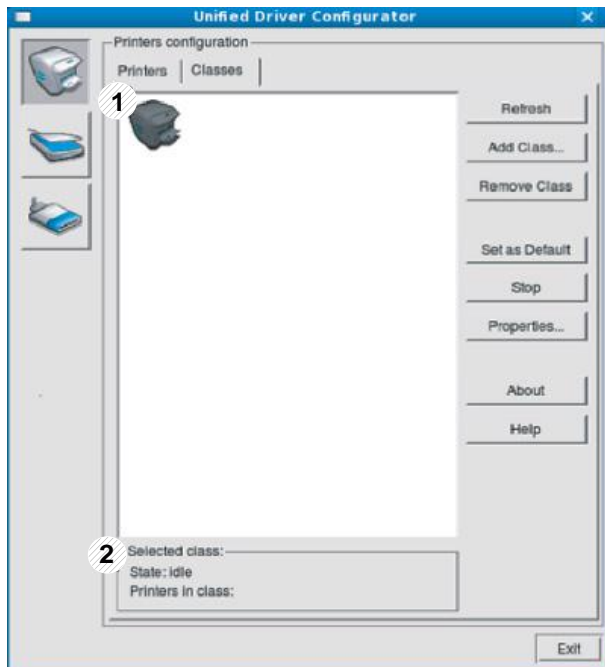 Unified Driver Configurator
Printers configuration
Printers
Classes
1
Refresh
Add Class...
Remove Class
Set as Default
Stop
Properties...
About
Help
2
Selected class:
State: idle
Printers in class:
Exit